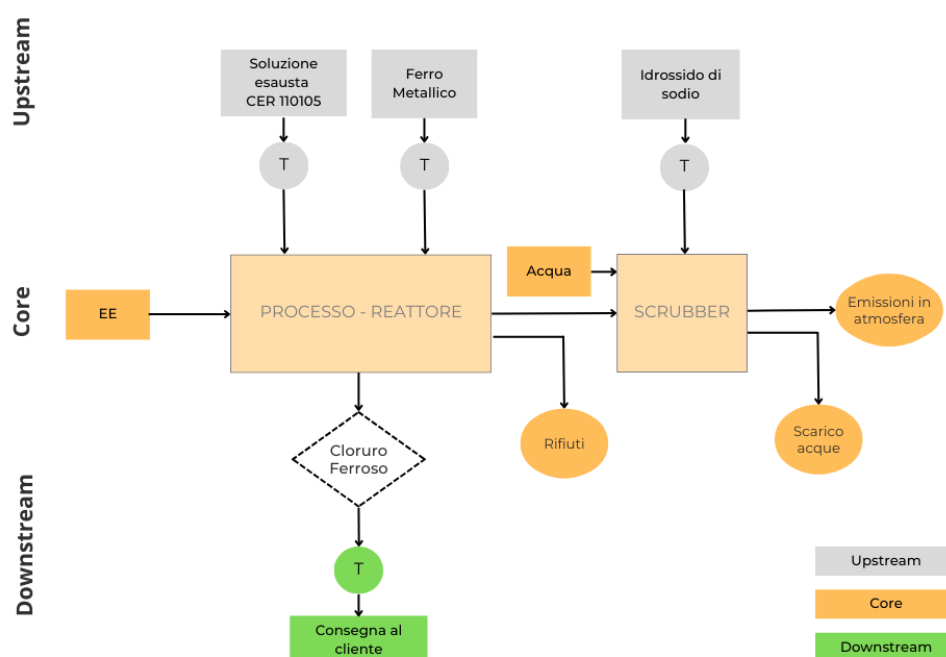 Upstream
Soluzione
esausta
CER 110105
Ferro
Metallico
Idrossido di
sodio
T
T
T
Core
EE
PROCESSO - REATTORE
Acqua
SCRUBBER
Emissioni in
atmosfera
Rifiuti
Scarico
acque
Downstream
Cloruro
Ferroso
T
Consegna al
cliente
Upstream
Core
Downstream